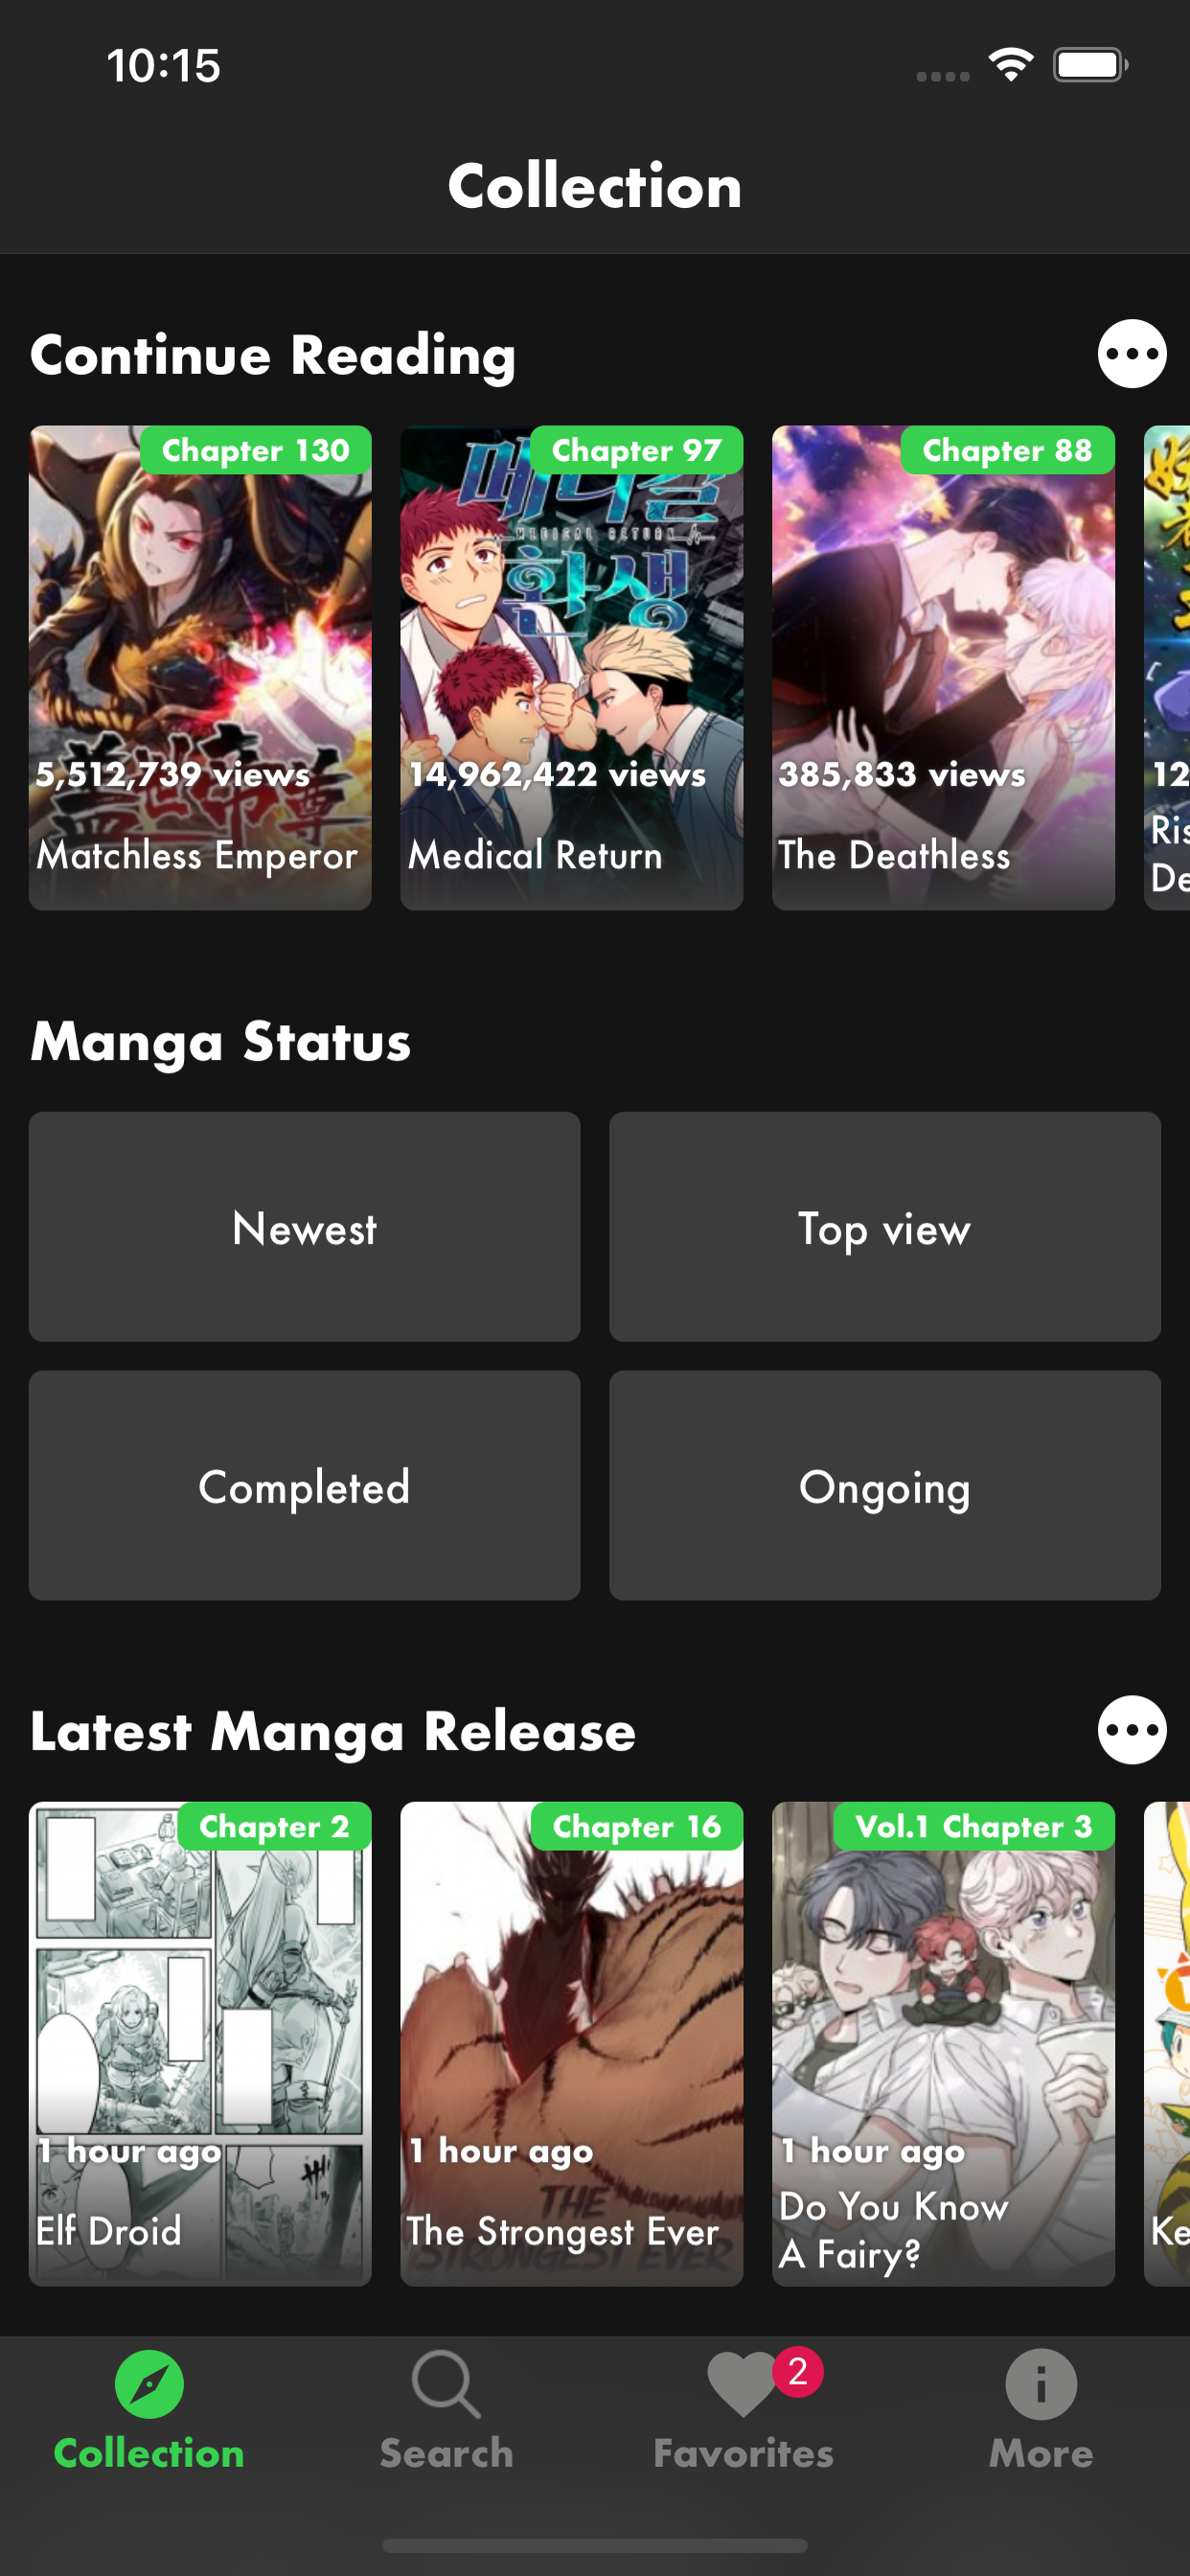 10:15
Collection
Continue Reading
Chapter 130
5,512,739 views
Matchless Emperor
Chapter 97
메디컬
MEDICAL RETURN
환생
14,962,422 views
Medical Return
Chapter 88
385,833 views
The Deathless
12
Ris
De
Manga Status
Newest
Top view
Completed
Ongoing
Latest Manga Release
Chapter 2
1 hour ago
Elf Droid
Chapter 16
1 hour ago
THE
STRONGEST EVER
The Strongest Ever
Vol.1 Chapter 3
1 hour ago
Do You Know
A Fairy?
Ke
Collection
Search
2
Favorites
More